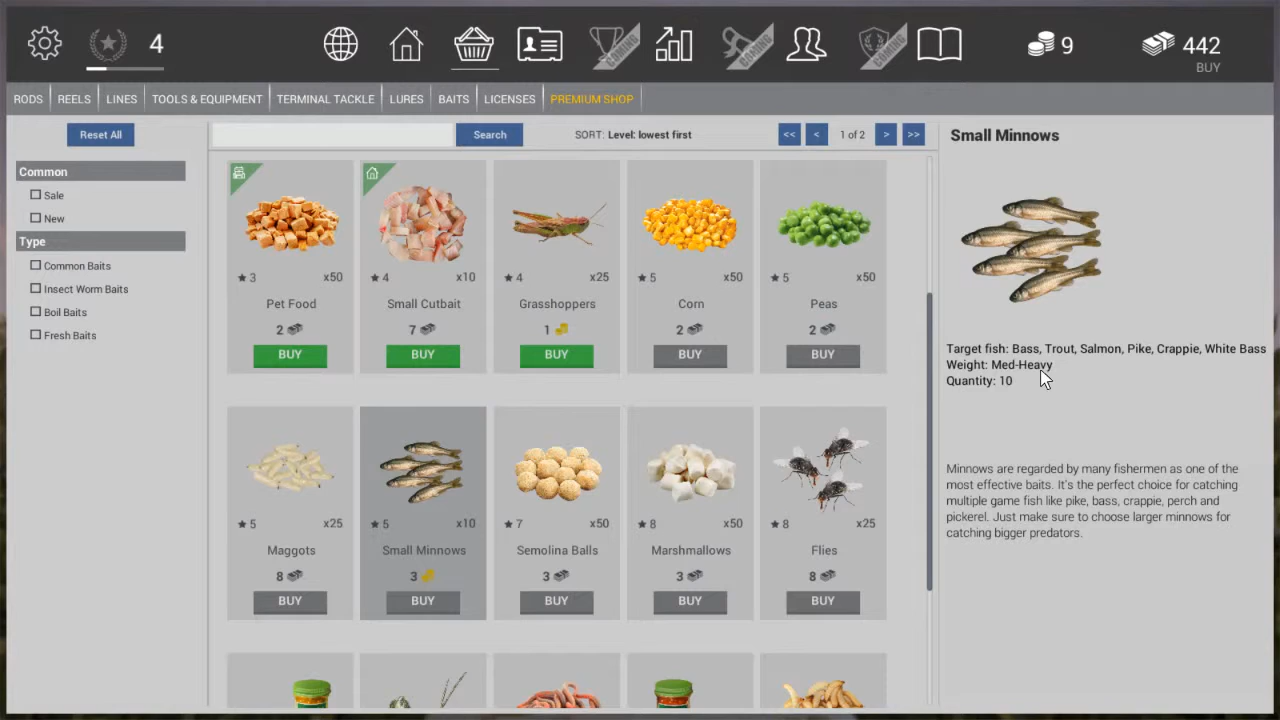 4
COMING
COMING
COMING
9
442
BUY
RODS
REELS
LINES
TOOLS & EQUIPMENT
TERMINAL TACKLE
LURES
BAITS
LICENSES
PREMIUM SHOP
Reset All
Search
SORT: Level: lowest first
<<
<
1 of 2
>
>>
Small Minnows
Common
Sale
New
Type
Common Baits
Insect Worm Baits
Boil Baits
Fresh Baits
3 x50
Pet Food
2
BUY
4 x10
Small Cutbait
7
BUY
4 x25
Grasshoppers
1
BUY
5 x50
Corn
2
BUY
5 x50
Peas
2
BUY
5 x25
Maggots
8
BUY
5 x10
Small Minnows
3
BUY
7 x50
Semolina Balls
3
BUY
8 x50
Marshmallows
3
BUY
8 x25
Flies
8
BUY
Target fish: Bass, Trout, Salmon, Pike, Crappie, White Bass
Weight: Med-Heavy
Quantity: 10
Minnows are regarded by many fishermen as one of the
most effective baits. It's the perfect choice for catching
multiple game fish like pike, bass, crappie, perch and
pickerel. Just make sure to choose larger minnows for
catching bigger predators.